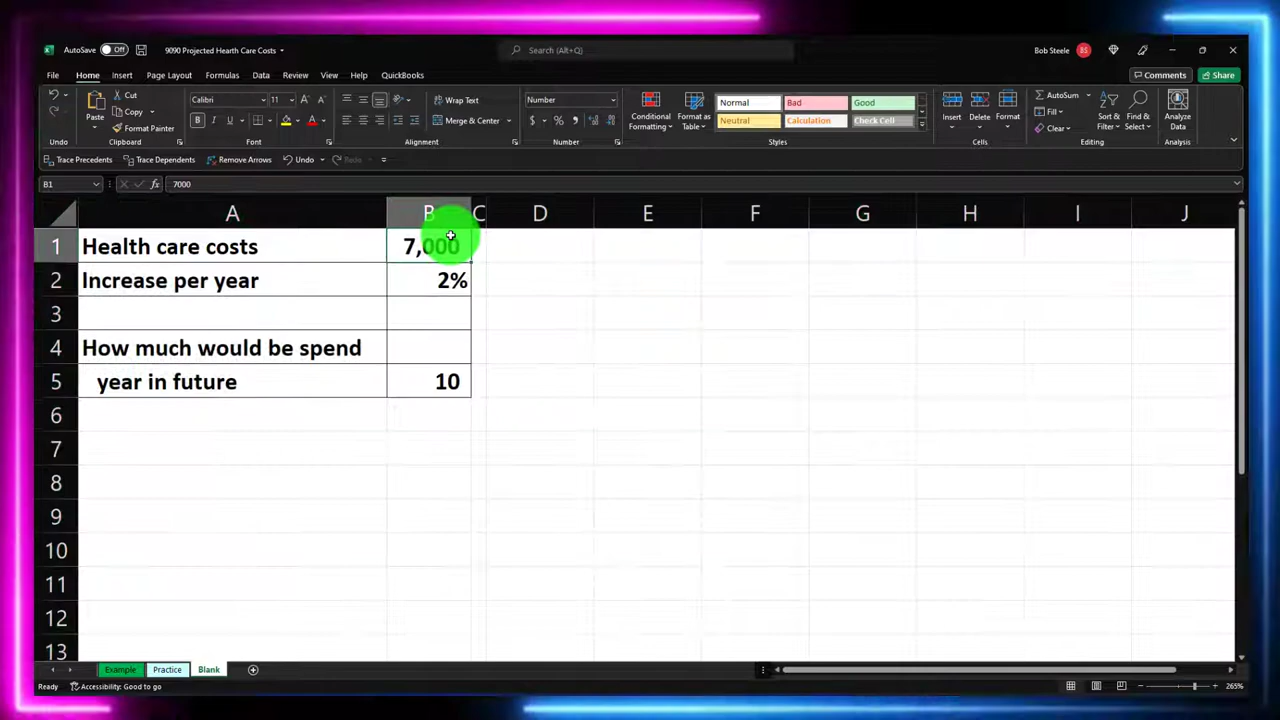 AutoSave Off 9090 Projected Hearth Care Costs Search (Alt+Q) Bob Steele BS
File Home Insert Page Layout Formulas Data Review View Help QuickBooks Comments Share
Cut Calibri 11 Wrap Text Number Normal Bad Good AutoSum
Paste Copy Conditional Formatting Format as Table Neutral Calculation Check Cell Insert Delete Format Fill Sort & Filter Find & Select Analyze Data
Format Painter B I U Merge & Center $ % Clear
Undo Clipboard Font Alignment Number Styles Cells Editing Analysis
Trace Precedents Trace Dependents Remove Arrows Undo Redo
B1 fx 7000
A B C D E F G H I J
1 Health care costs 7,000
2 Increase per year 2%
3
4 How much would be spend
5 year in future 10
6
7
8
9
10
11
12
13
Example Practice Blank
Ready Accessibility: Good to go 265%